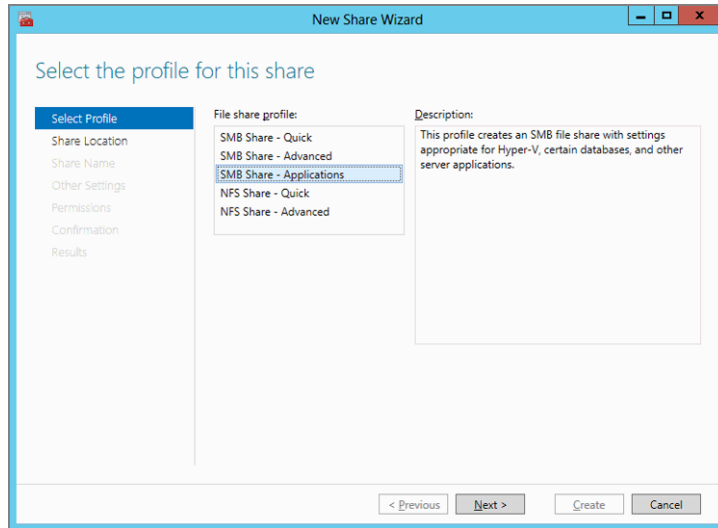 New Share Wizard
Select the profile for this share
Select Profile
Share Location
Share Name
Other Settings
Permissions
Confirmation
Results
File share profile:
SMB Share - Quick
SMB Share - Advanced
SMB Share - Applications
NFS Share - Quick
NFS Share - Advanced
Description:
This profile creates an SMB file share with settings
appropriate for Hyper-V, certain databases, and other
server applications.
< Previous
Next >
Create
Cancel